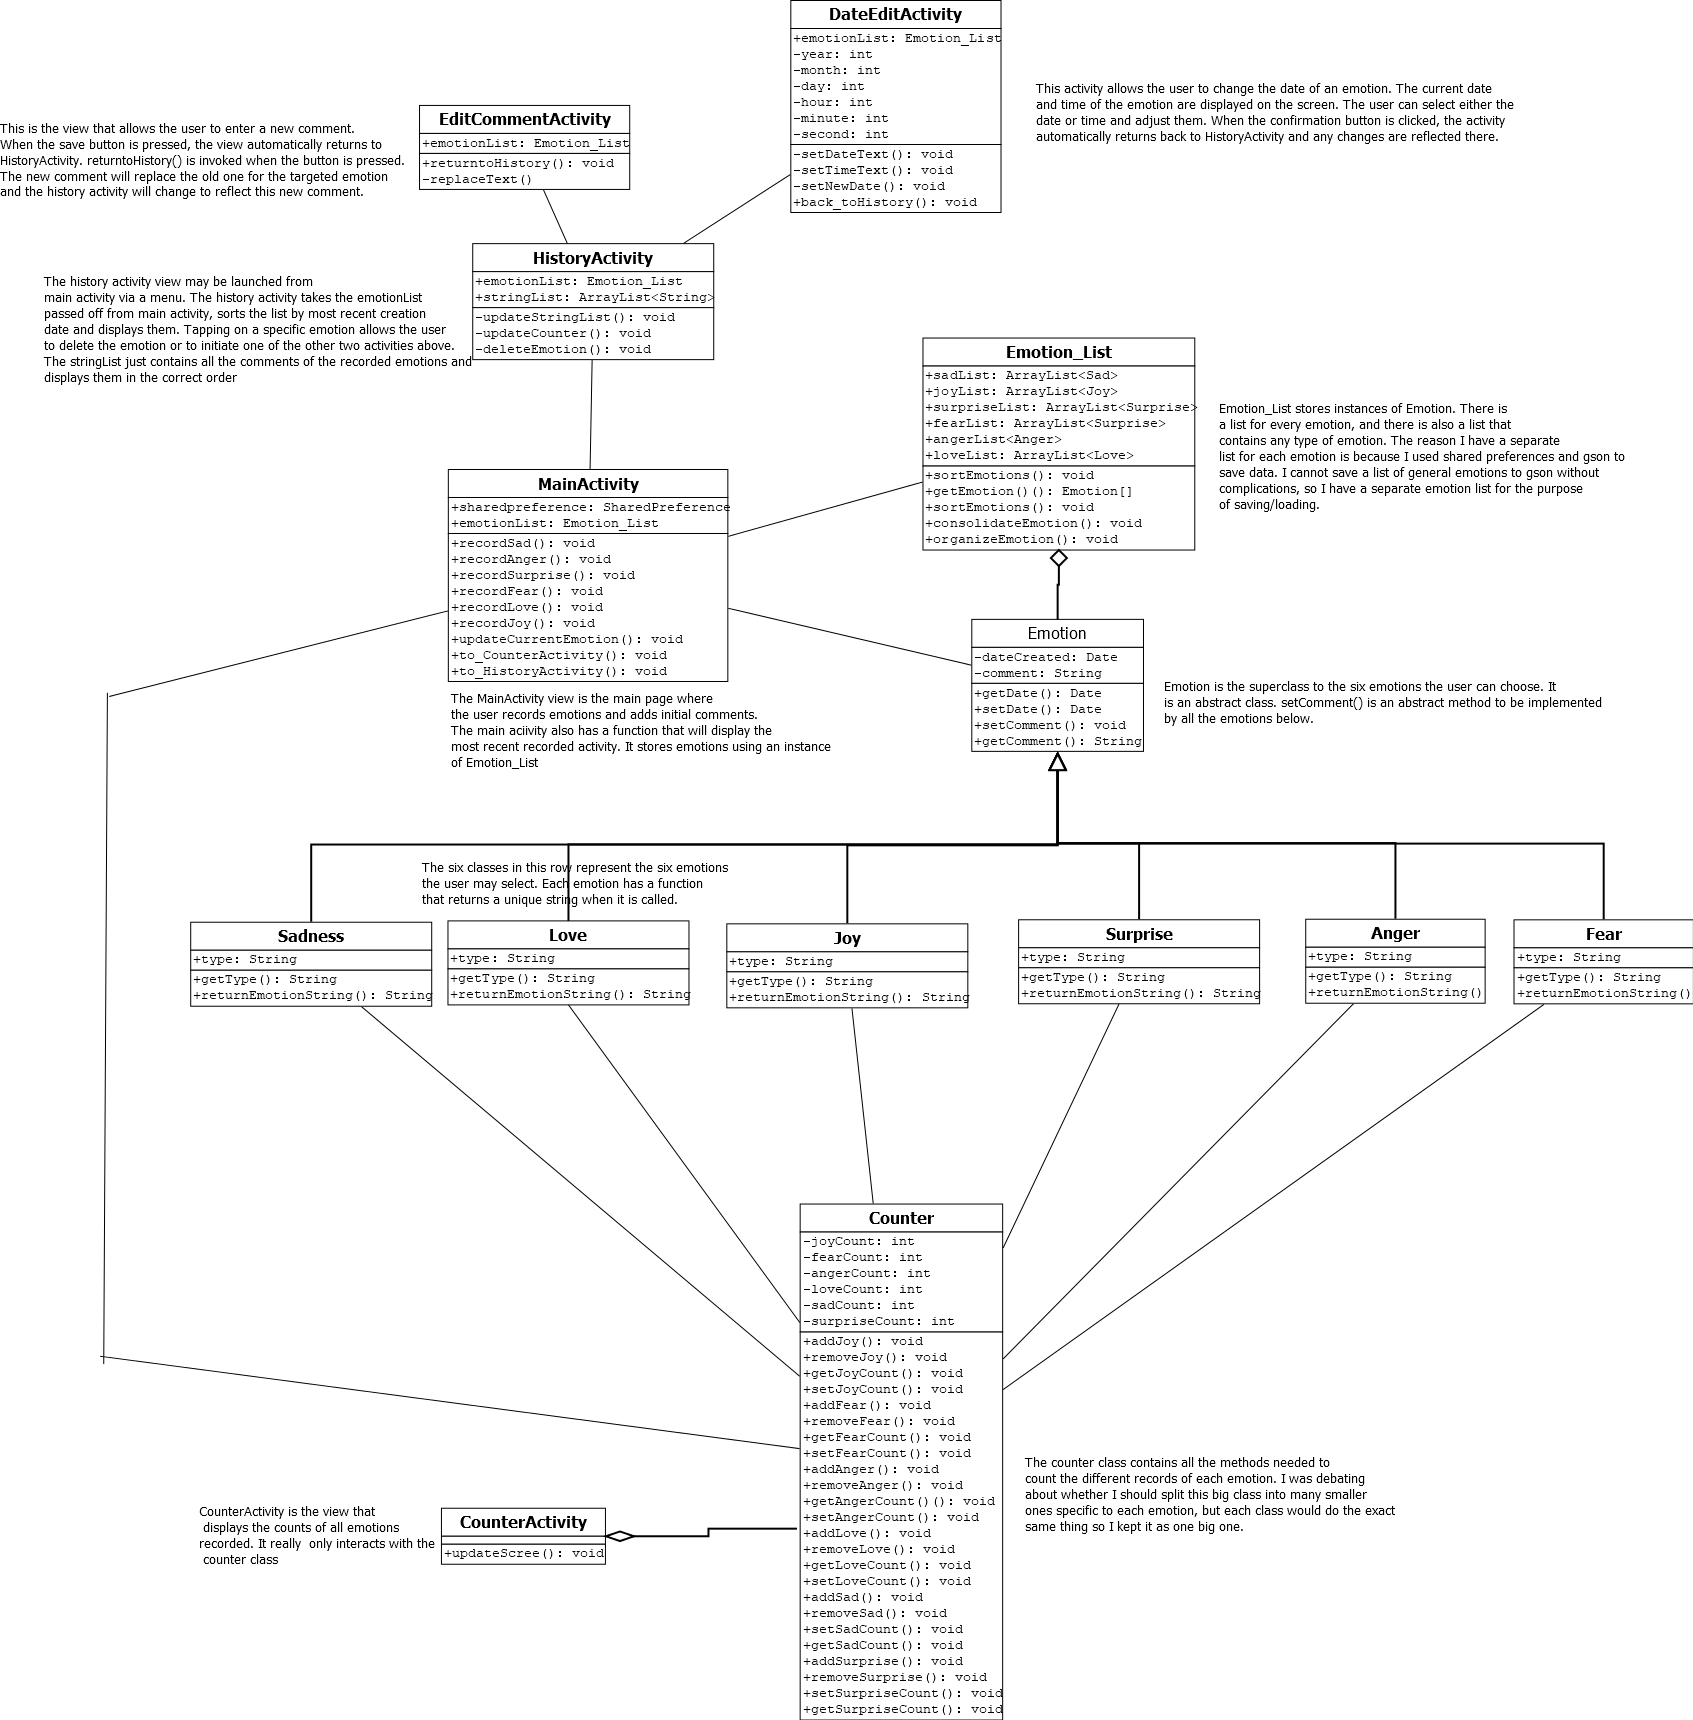 DateEditActivity
+emotionList: Emotion_List
-year: int
-month: int
-day: int
-hour: int
-minute: int
-second: int
-setDateText(): void
-setTimeText(): void
-setNewDate(): void
+back_toHistory(): void
This activity allows the user to change the date of an emotion. The current date
and time of the emotion are displayed on the screen. The user can select either the
date or time and adjust them. When the confirmation button is clicked, the activity
automatically returns back to HistoryActivity and any changes are reflected there.
EditCommentActivity
+emotionList: Emotion_List
+returntoHistory(): void
-replaceText()
This is the view that allows the user to enter a new comment.
When the save button is pressed, the view automatically returns to
HistoryActivity. returntoHistory() is invoked when the button is pressed.
The new comment will replace the old one for the targeted emotion
and the history activity will change to reflect this new comment.
HistoryActivity
+emotionList: Emotion_List
+stringList: ArrayList<String>
-updateStringList(): void
-updateCounter(): void
-deleteEmotion(): void
The history activity view may be launched from
main activity via a menu. The history activity takes the emotionList
passed off from main activity, sorts the list by most recent creation
date and displays them. Tapping on a specific emotion allows the user
to delete the emotion or to initiate one of the other two activities above.
The stringList just contains all the comments of the recorded emotions and
displays them in the correct order
Emotion_List
+sadList: ArrayList<Sad>
+joyList: ArrayList<Joy>
+surpriseList: ArrayList<Surprise>
+fearList: ArrayList<Surprise>
-angerList<Anger>
+loveList: ArrayList<Love>
+sortEmotions(): void
+getEmotion()(): Emotion[]
+sortEmotions(): void
+consolidateEmotion(): void
+organizeEmotion(): void
Emotion_List stores instances of Emotion. There is
a list for every emotion, and there is also a list that
contains any type of emotion. The reason I have a separate
list for each emotion is because I used shared preferences and gson to
save data. I cannot save a list of general emotions to gson without
complications, so I have a separate emotion list for the purpose
of saving/loading.
MainActivity
+sharedpreference: SharedPreference
+emotionList: Emotion_List
+recordSad(): void
+recordAnger(): void
+recordSurprise(): void
+recordFear(): void
+recordLove(): void
+recordJoy(): void
+updateCurrentEmotion(): void
+to_CounterActivity(): void
+to_HistoryActivity(): void
The MainActivity view is the main page where
the user records emotions and adds initial comments.
The main aciivity also has a function that will display the
most recent recorded activity. It stores emotions using an instance
of Emotion_List
Emotion
-dateCreated: Date
-comment: String
+getDate(): Date
+setDate(): Date
+setComment(): void
+getComment(): String
Emotion is the superclass to the six emotions the user can choose. It
is an abstract class. setComment() is an abstract method to be implemented
by all the emotions below.
The six classes in this row represent the six emotions
the user may select. Each emotion has a function
that returns a unique string when it is called.
Sadness
+type: String
+getType(): String
+returnEmotionString(): String
Love
+type: String
+getType(): String
+returnEmotionString(): String
Joy
+type: String
+getType(): String
+returnEmotionString(): String
Surprise
+type: String
+getType(): String
+returnEmotionString(): String
Anger
+type: String
+getType(): String
+returnEmotionString()
Fear
+type: String
+getType(): String
+returnEmotionString()
Counter
-joyCount: int
-fearCount: int
-angerCount: int
-loveCount: int
-sadCount: int
-surpriseCount: int
+addJoy(): void
+removeJoy(): void
+getJoyCount(): void
+setJoyCount(): void
+addFear(): void
+removeFear(): void
+getFearCount(): void
+setFearCount(): void
+addAnger(): void
+removeAnger(): void
+getAngerCount()(): void
+setAngerCount(): void
+addLove(): void
+removeLove(): void
+getLoveCount(): void
+setLoveCount(): void
+addSad(): void
+removeSad(): void
+setSadCount(): void
+getSadCount(): void
+addSurprise(): void
+removeSurprise(): void
+setSurpriseCount(): void
+getSurpriseCount(): void
The counter class contains all the methods needed to
count the different records of each emotion. I was debating
about whether I should split this big class into many smaller
ones specific to each emotion, but each class would do the exact
same thing so I kept it as one big one.
CounterActivity is the view that
displays the counts of all emotions
recorded. It really only interacts with the
counter class
CounterActivity
+updateScree(): void